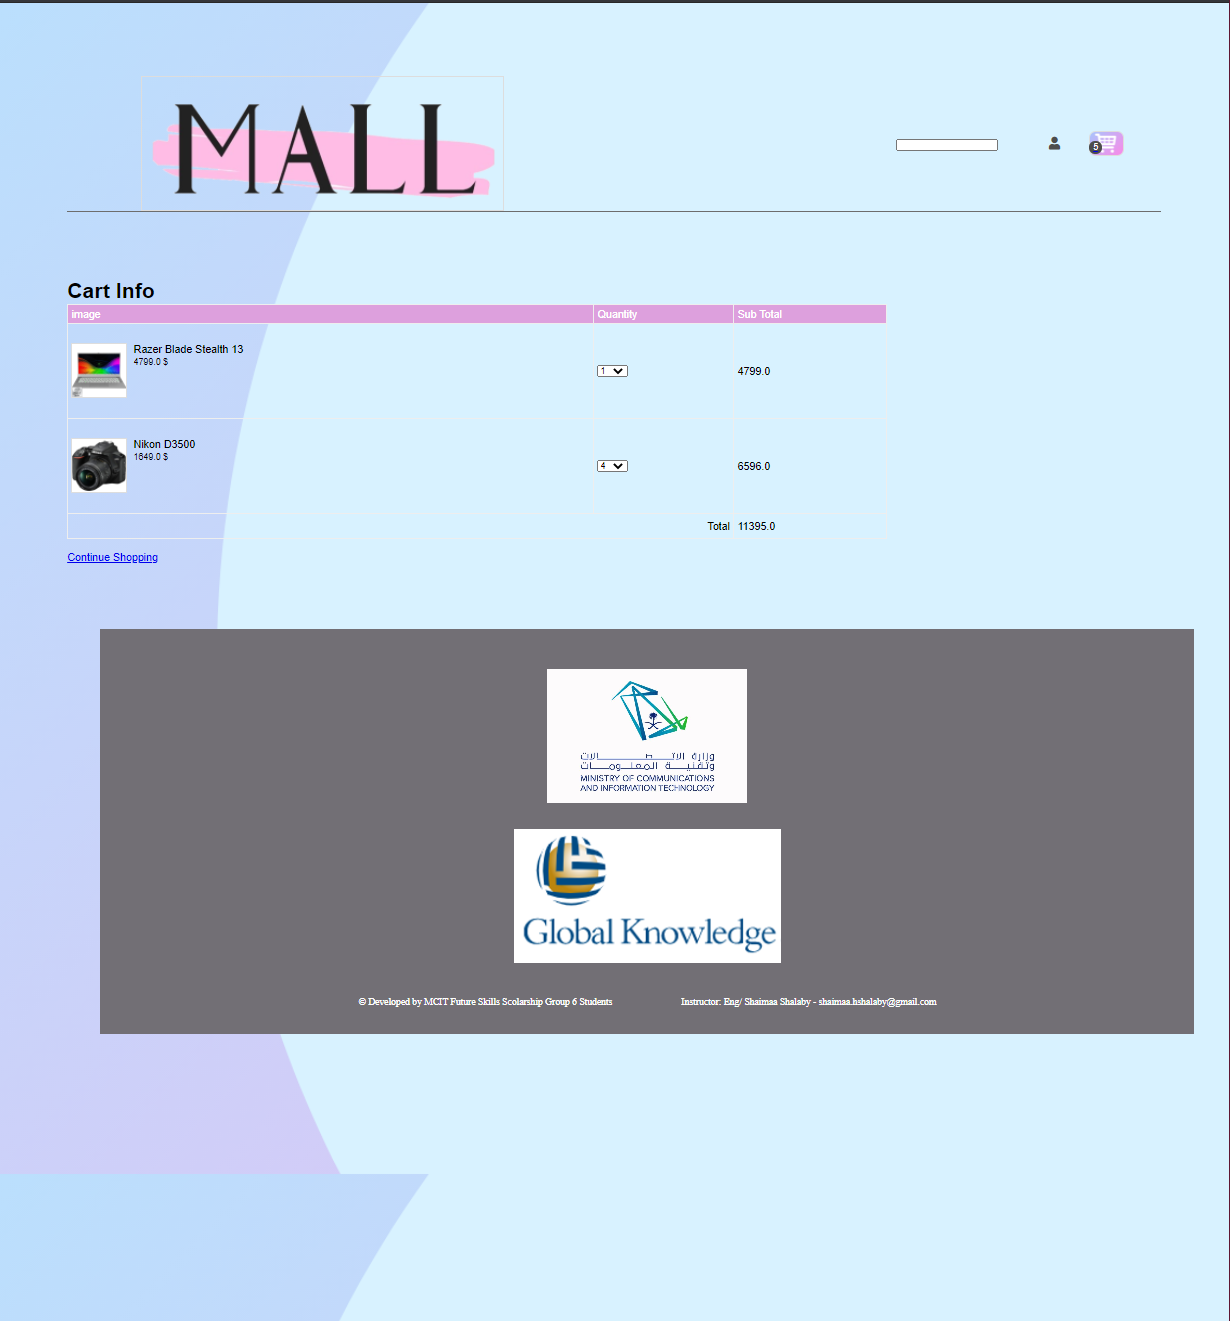 MALL
5
Cart Info
image Quantity Sub Total
Razer Blade Stealth 13
4799.0 $
1
4799.0
Nikon D3500
1649.0 $
4
6596.0
Total 11395.0
Continue Shopping
وزارة الاتصالات
وتقنية المعلومات
MINISTRY OF COMMUNICATIONS
AND INFORMATION TECHNOLOGY
Global Knowledge
© Developed by MCIT Future Skills Scolarship Group 6 Students Instructor: Eng/ Shaimaa Shalaby - shaimaa.hshalaby@gmail.com